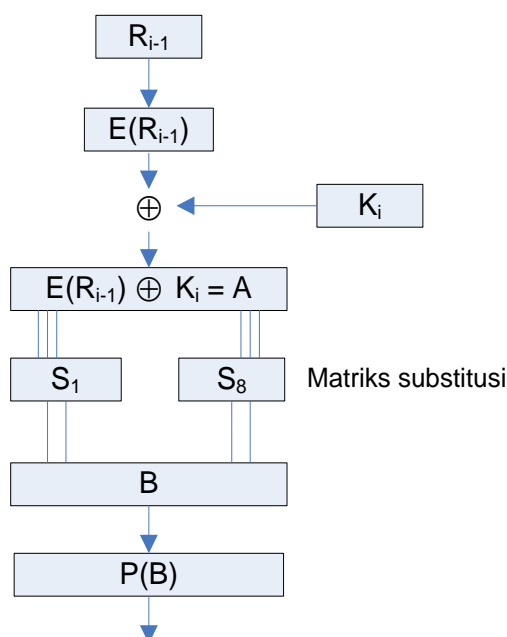 R_{i-1}
E(R_{i-1})
⊕
K_i
E(R_{i-1}) ⊕ K_i = A
S_1
S_8
Matriks substitusi
B
P(B)